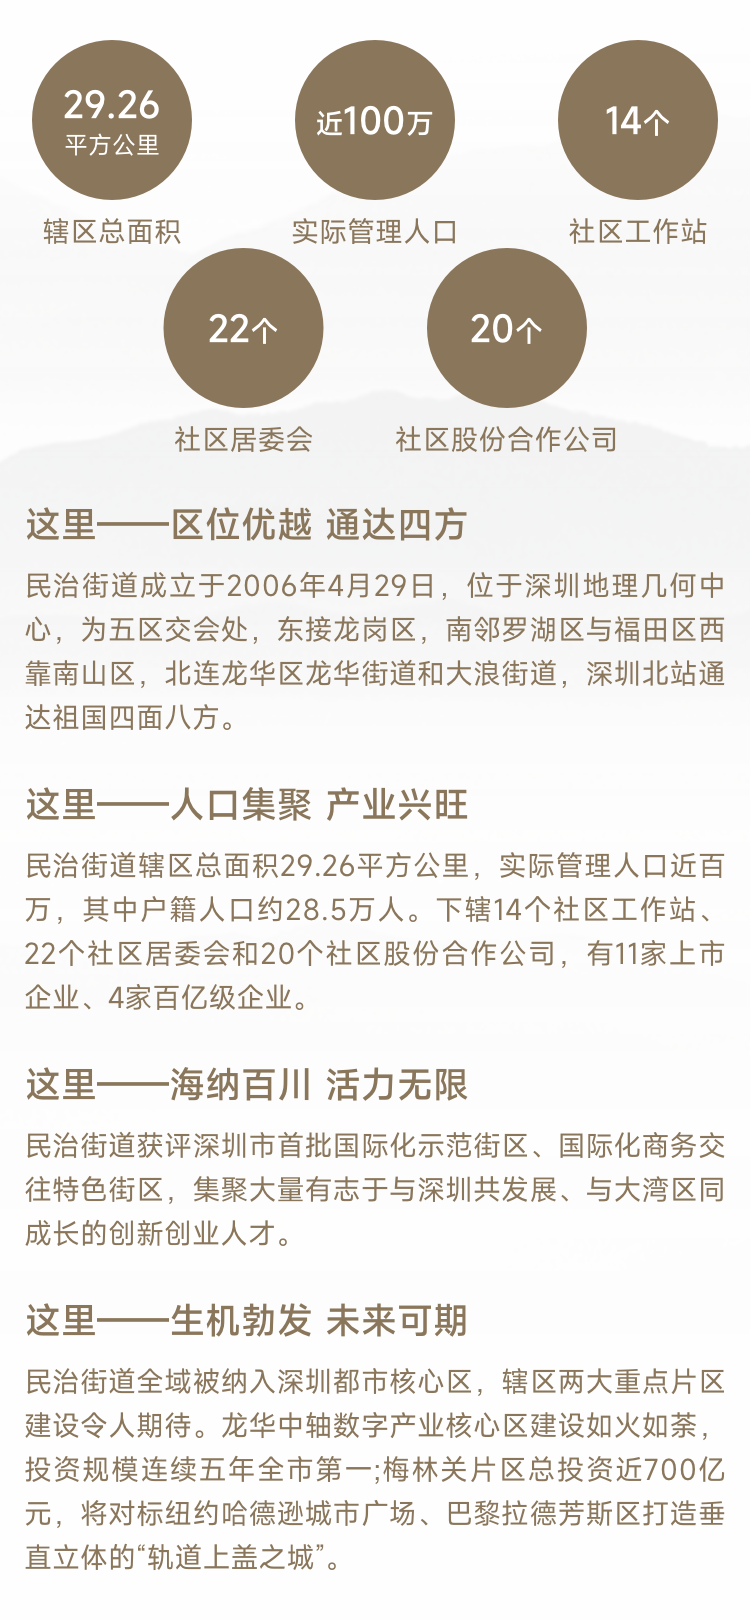 29.26
平方公里
辖区总面积
近100万
实际管理人口
14个
社区工作站
22个
社区居委会
20个
社区股份合作公司
这里——区位优越 通达四方
民治街道成立于2006年4月29日，位于深圳地理几何中
心，为五区交会处，东接龙岗区，南邻罗湖区与福田区西
靠南山区，北连龙华区龙华街道和大浪街道，深圳北站通
达祖国四面八方。
这里——人口集聚 产业兴旺
民治街道辖区总面积29.26平方公里，实际管理人口近百
万，其中户籍人口约28.5万人。下辖14个社区工作站、
22个社区居委会和20个社区股份合作公司，有11家上市
企业、4家百亿级企业。
这里——海纳百川 活力无限
民治街道获评深圳市首批国际化示范街区、国际化商务交
往特色街区，集聚大量有志于与深圳共发展、与大湾区同
成长的创新创业人才。
这里——生机勃发 未来可期
民治街道全域被纳入深圳都市核心区，辖区两大重点片区
建设令人期待。龙华中轴数字产业核心区建设如火如荼，
投资规模连续五年全市第一;梅林关片区总投资近700亿
元，将对标纽约哈德逊城市广场、巴黎拉德芳斯区打造垂
直立体的“轨道上盖之城”。